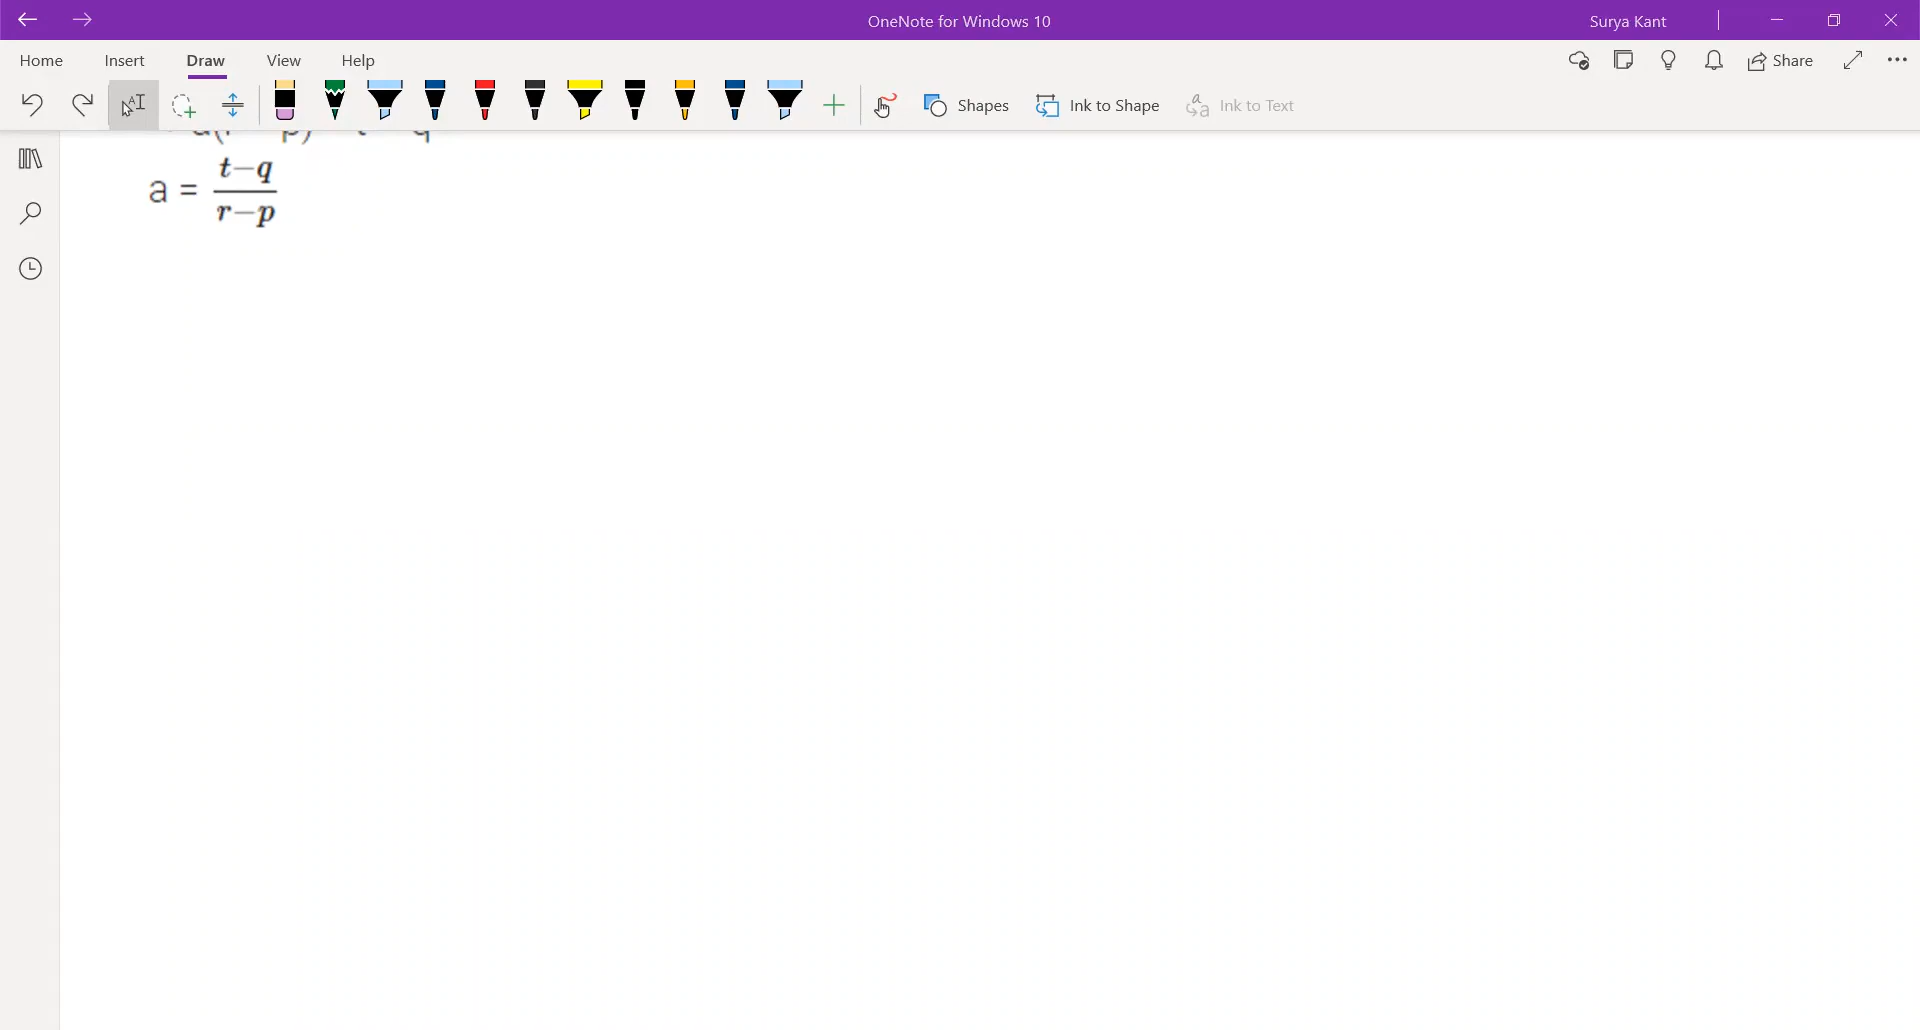 OneNote for Windows 10
Surya Kant
Home Insert Draw View Help
Share
Shapes Ink to Shape Ink to Text
a = \frac{t-q}{r-p}